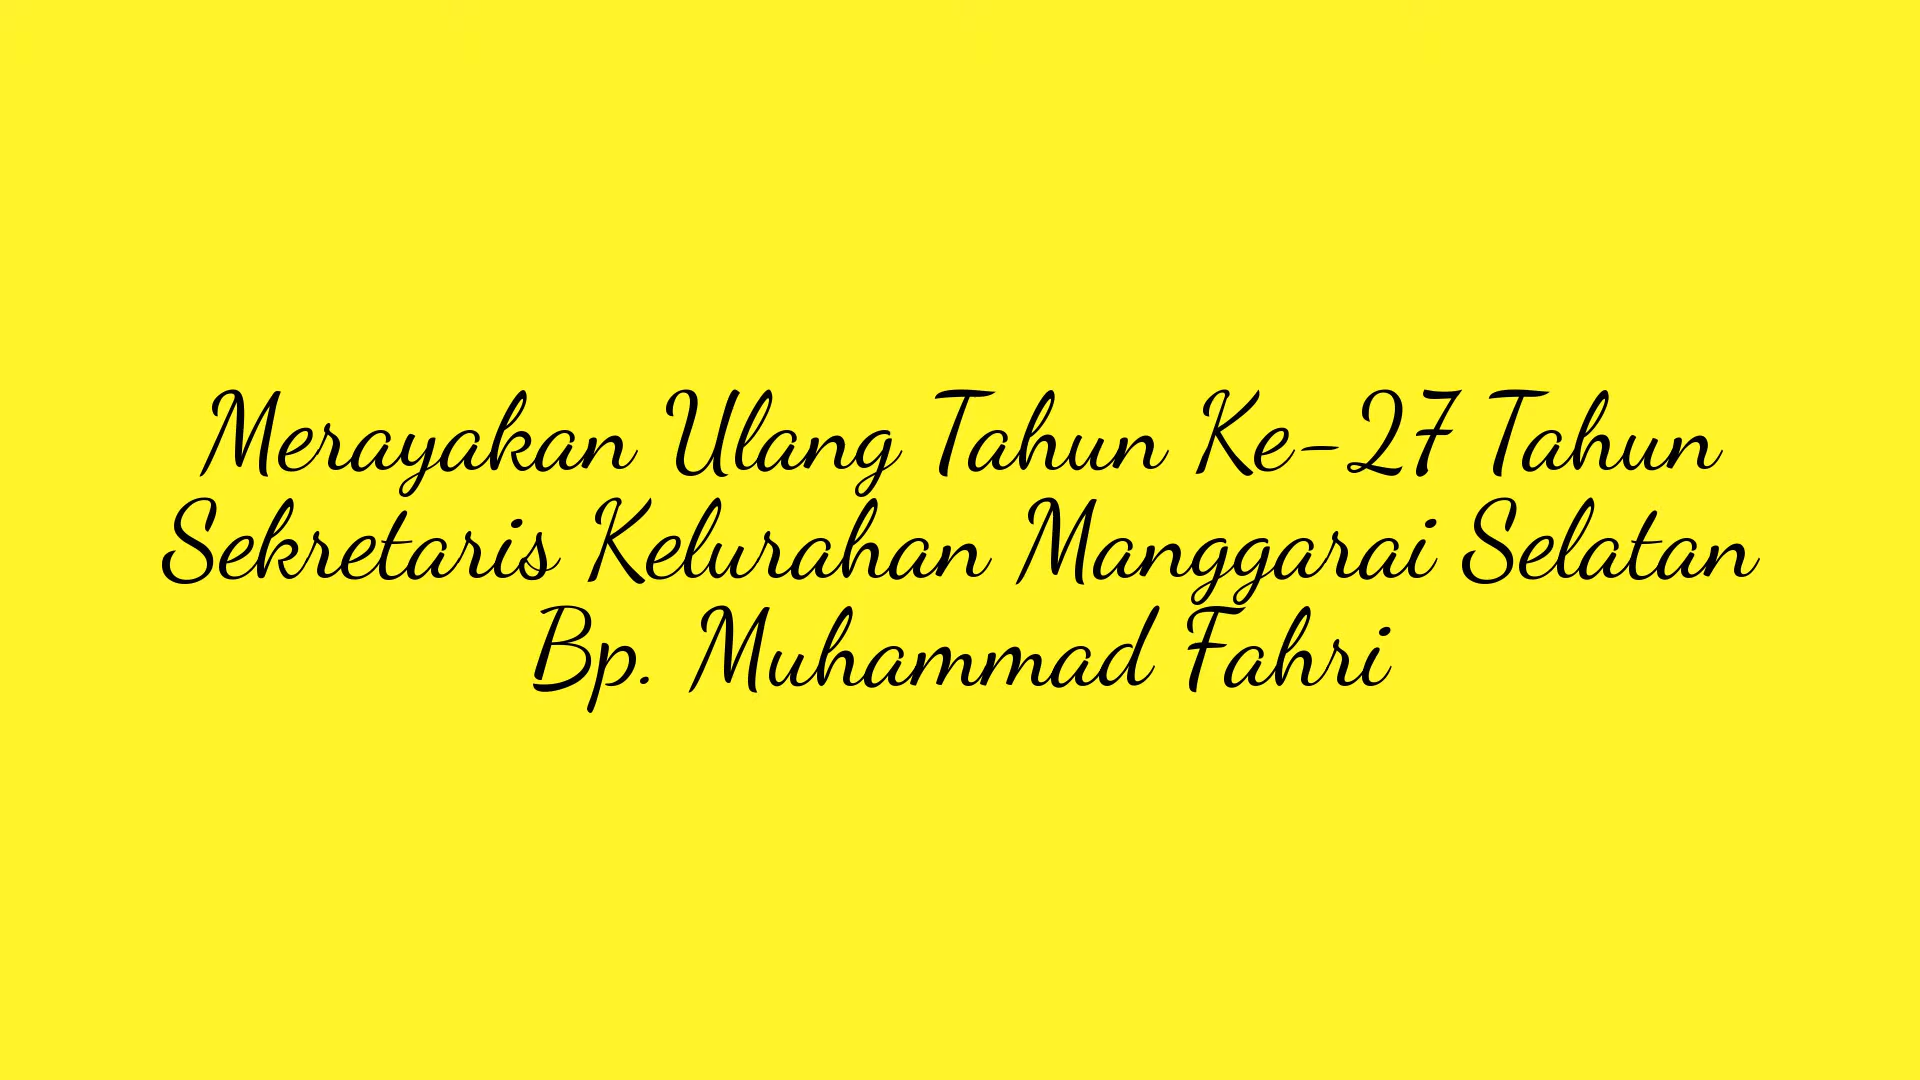 Merayakan Ulang Tahun Ke-27 Tahun
Sekretaris Kelurahan Manggarai Selatan
Bp. Muhammad Fahri